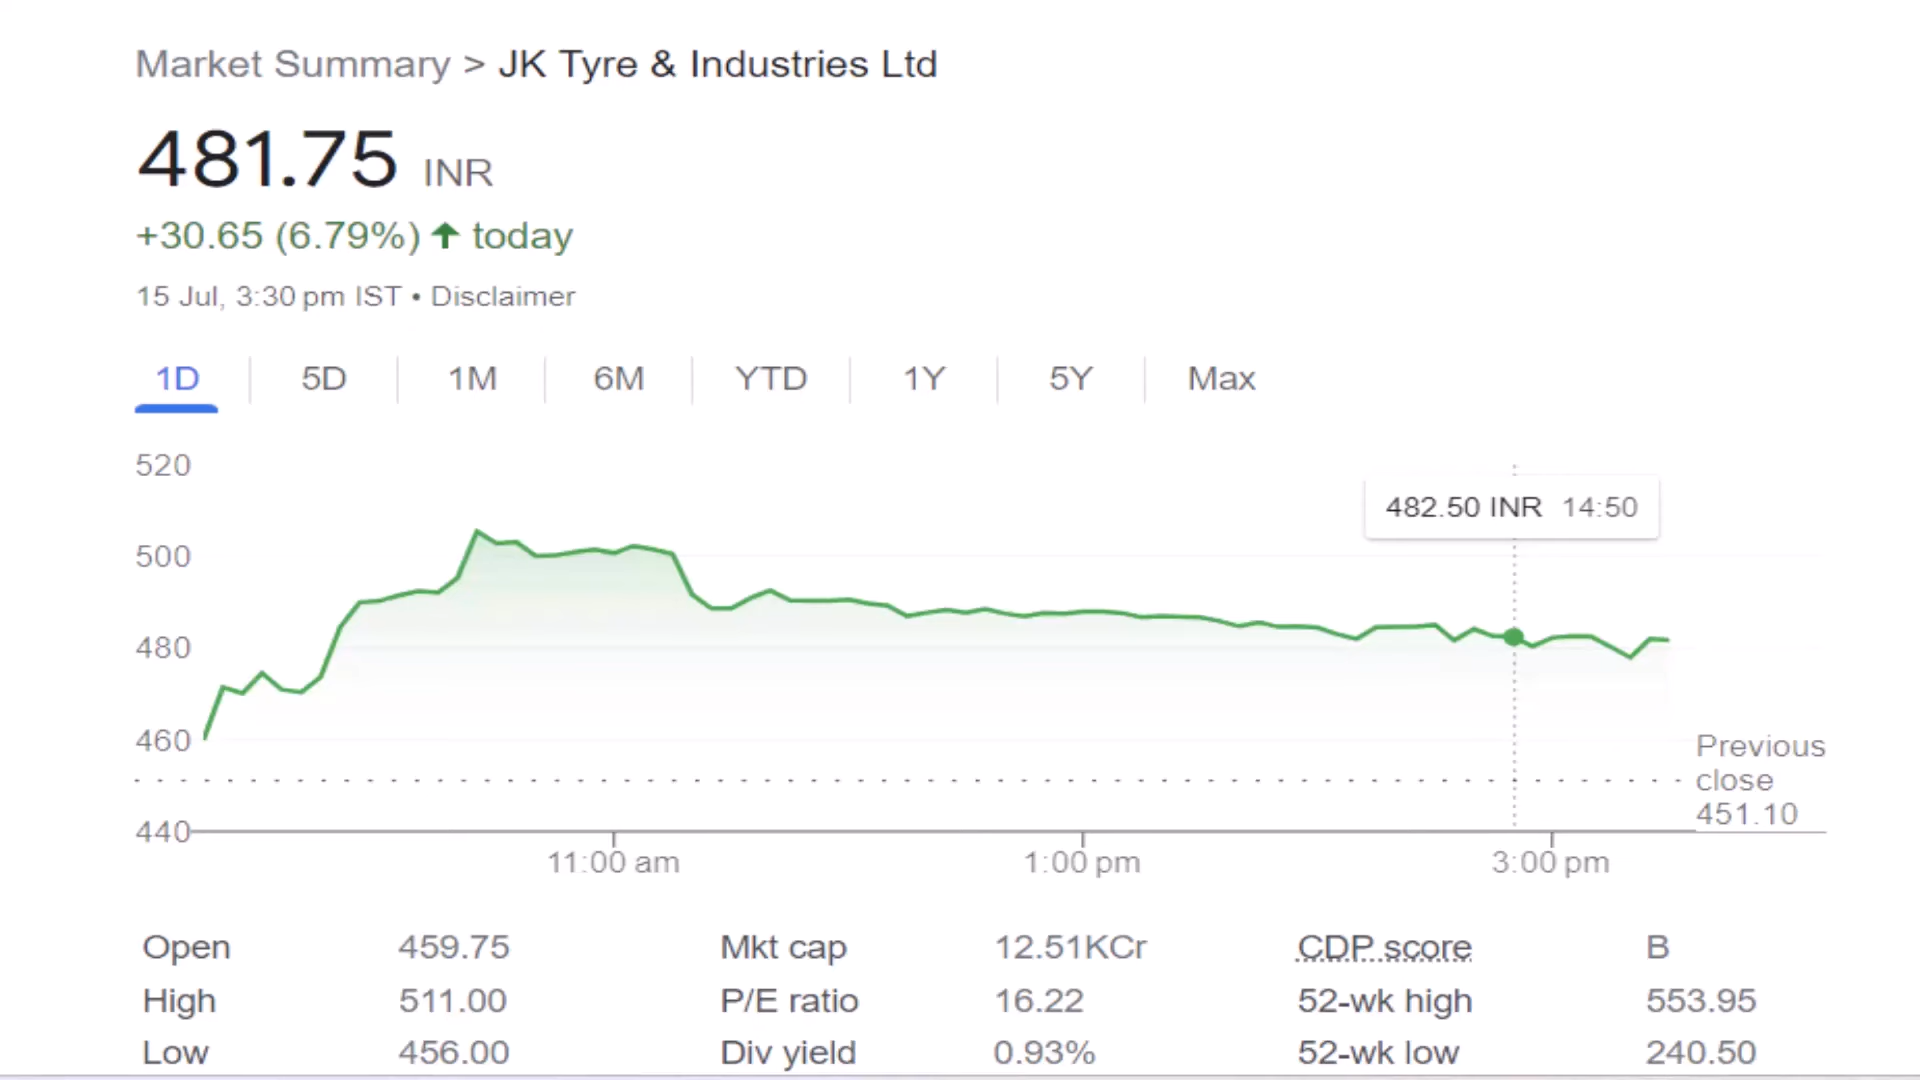 Market Summary > JK Tyre & Industries Ltd
481.75 INR
+30.65 (6.79%) ↑ today
15 Jul, 3:30 pm IST • Disclaimer
1D 5D 1M 6M YTD 1Y 5Y Max
520
482.50 INR 14:50
500
480
460
Previous
close
451.10
440
11:00 am 1:00 pm 3:00 pm
Open 459.75 Mkt cap 12.51KCr CDP score B
High 511.00 P/E ratio 16.22 52-wk high 553.95
Low 456.00 Div yield 0.93% 52-wk low 240.50